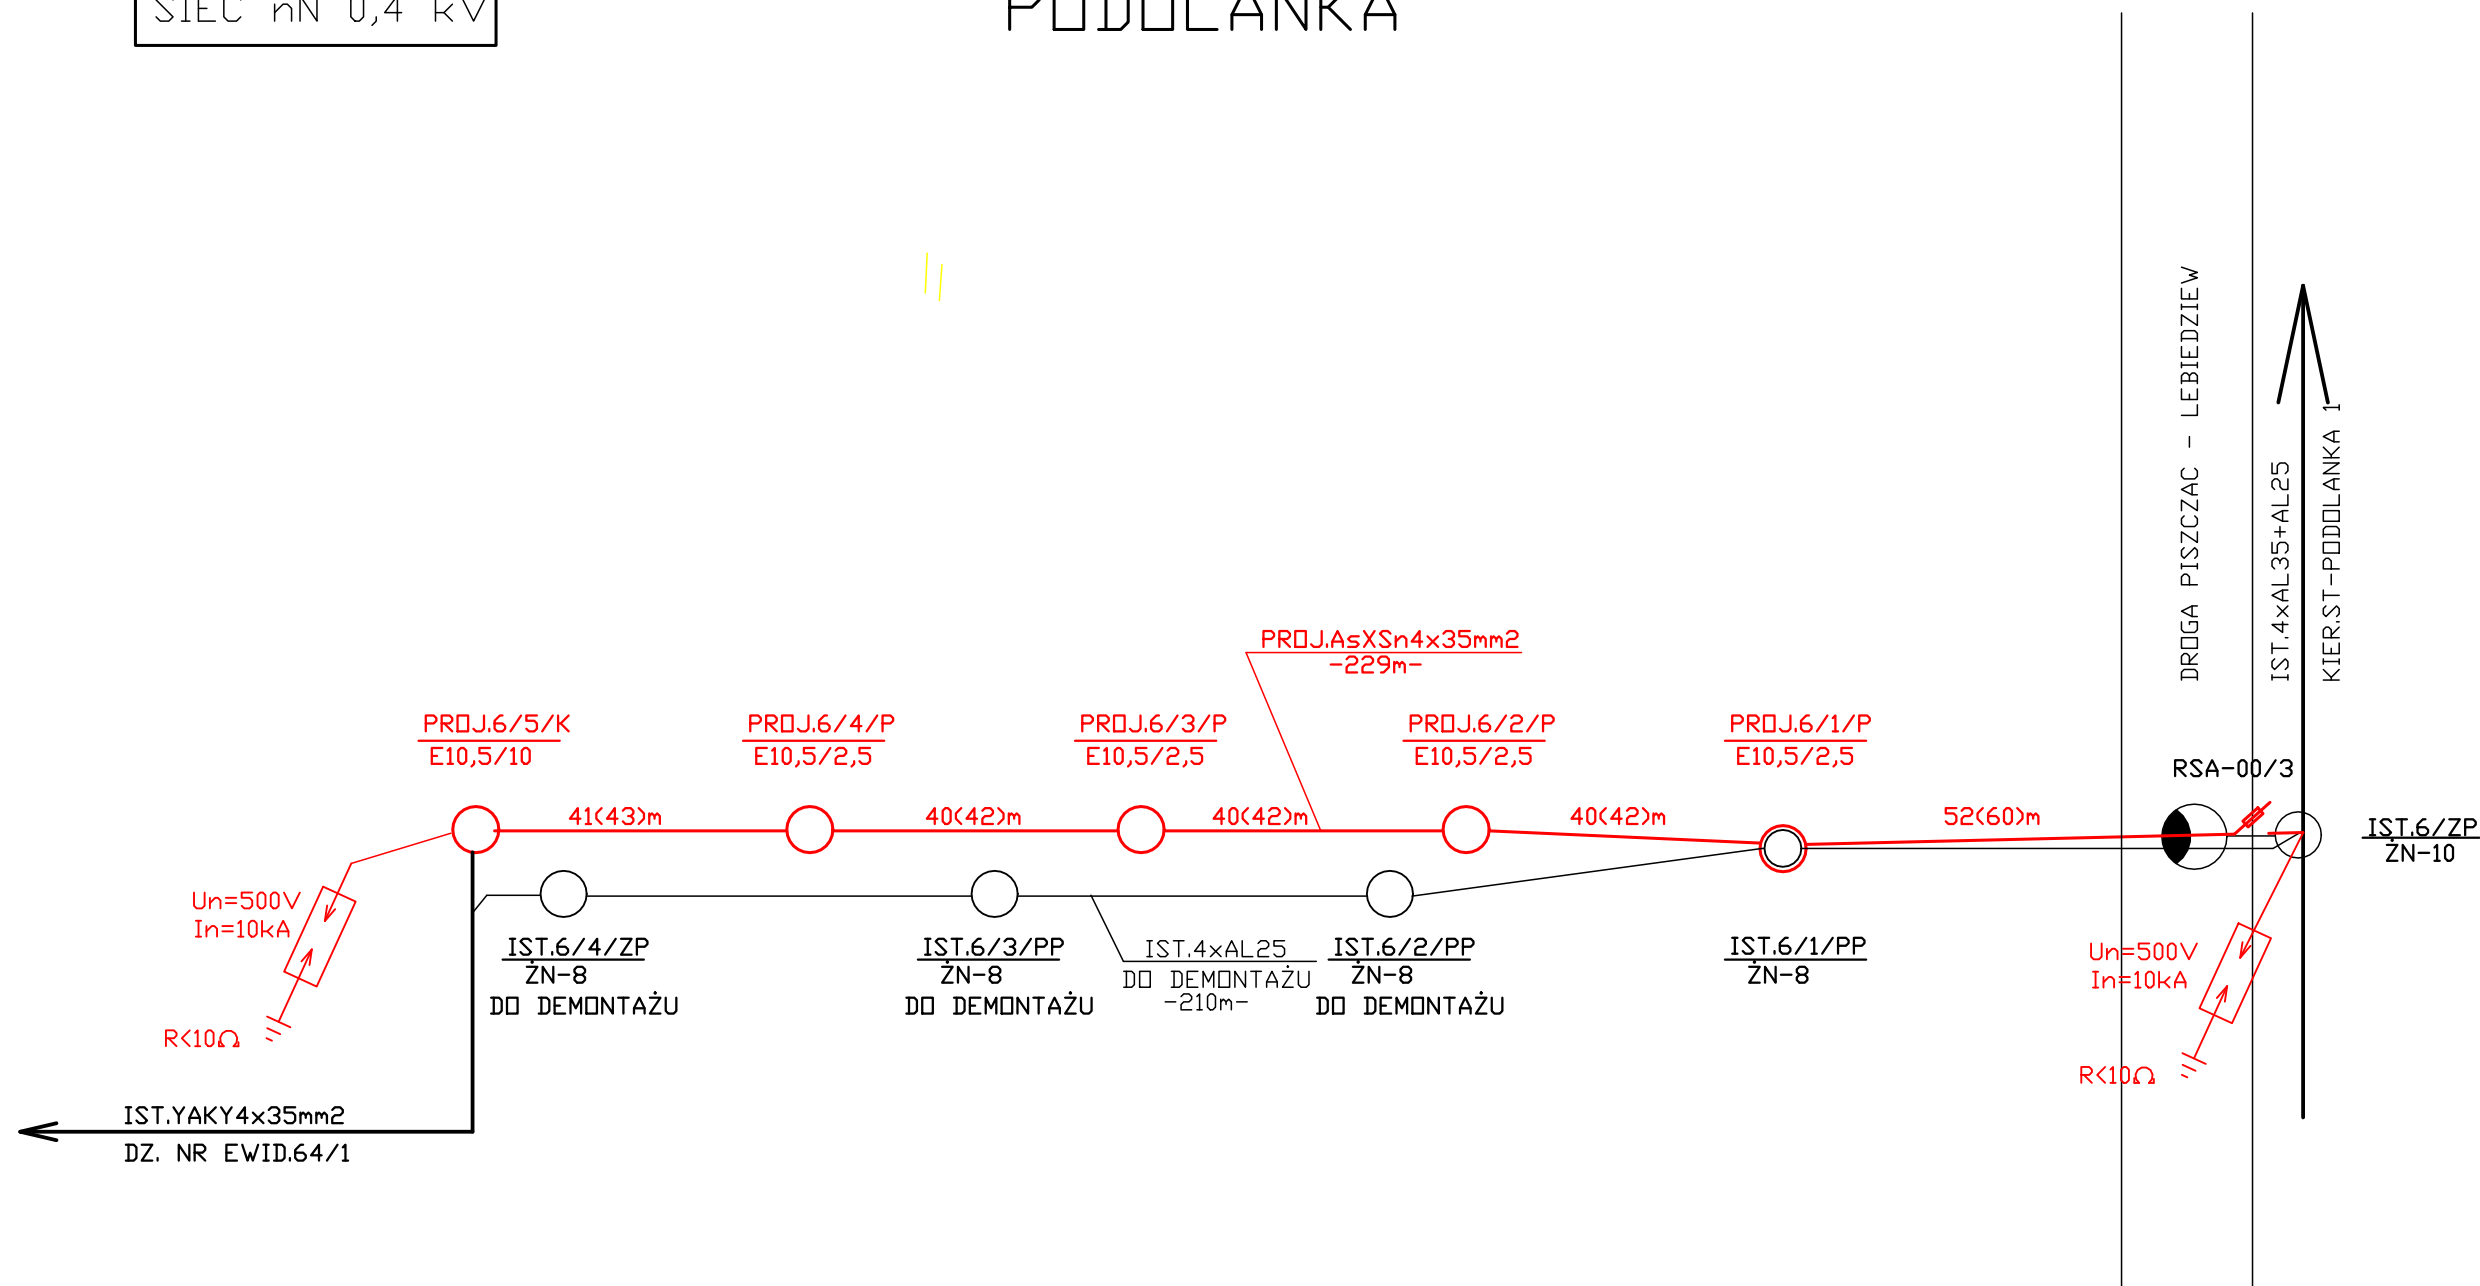 SIEĆ nN 0,4 kV
PODOLANKA
DROGA PISZCZAC - LEBIEDZIEW
IST.4xAL35+AL25
KIER.ST-PODLANKA 1
PROJ.AsXSn4x35mm2
-229m-
PROJ.6/5/K
E10,5/10
PROJ.6/4/P
E10,5/2,5
PROJ.6/3/P
E10,5/2,5
PROJ.6/2/P
E10,5/2,5
PROJ.6/1/P
E10,5/2,5
RSA-00/3
41(43)m
40(42)m
40(42)m
40(42)m
52(60)m
IST.6/ZP
ŻN-10
Un=500V
In=10kA
R<10Ω
IST.6/4/ZP
ŻN-8
DO DEMONTAŻU
IST.6/3/PP
ŻN-8
DO DEMONTAŻU
IST.4xAL25
DO DEMONTAŻU
-210m-
IST.6/2/PP
ŻN-8
DO DEMONTAŻU
IST.6/1/PP
ŻN-8
Un=500V
In=10kA
R<10Ω
IST.YAKY4x35mm2
DZ. NR EWID.64/1